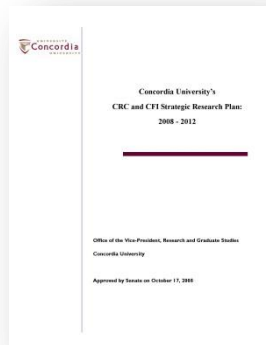 UNIVERSITÉ
Concordia
UNIVERSITY
Concordia University's
CRC and CFI Strategic Research Plan:
2008 - 2012
Office of the Vice-President, Research and Graduate Studies
Concordia University
Approved by Senate on October 17, 2008